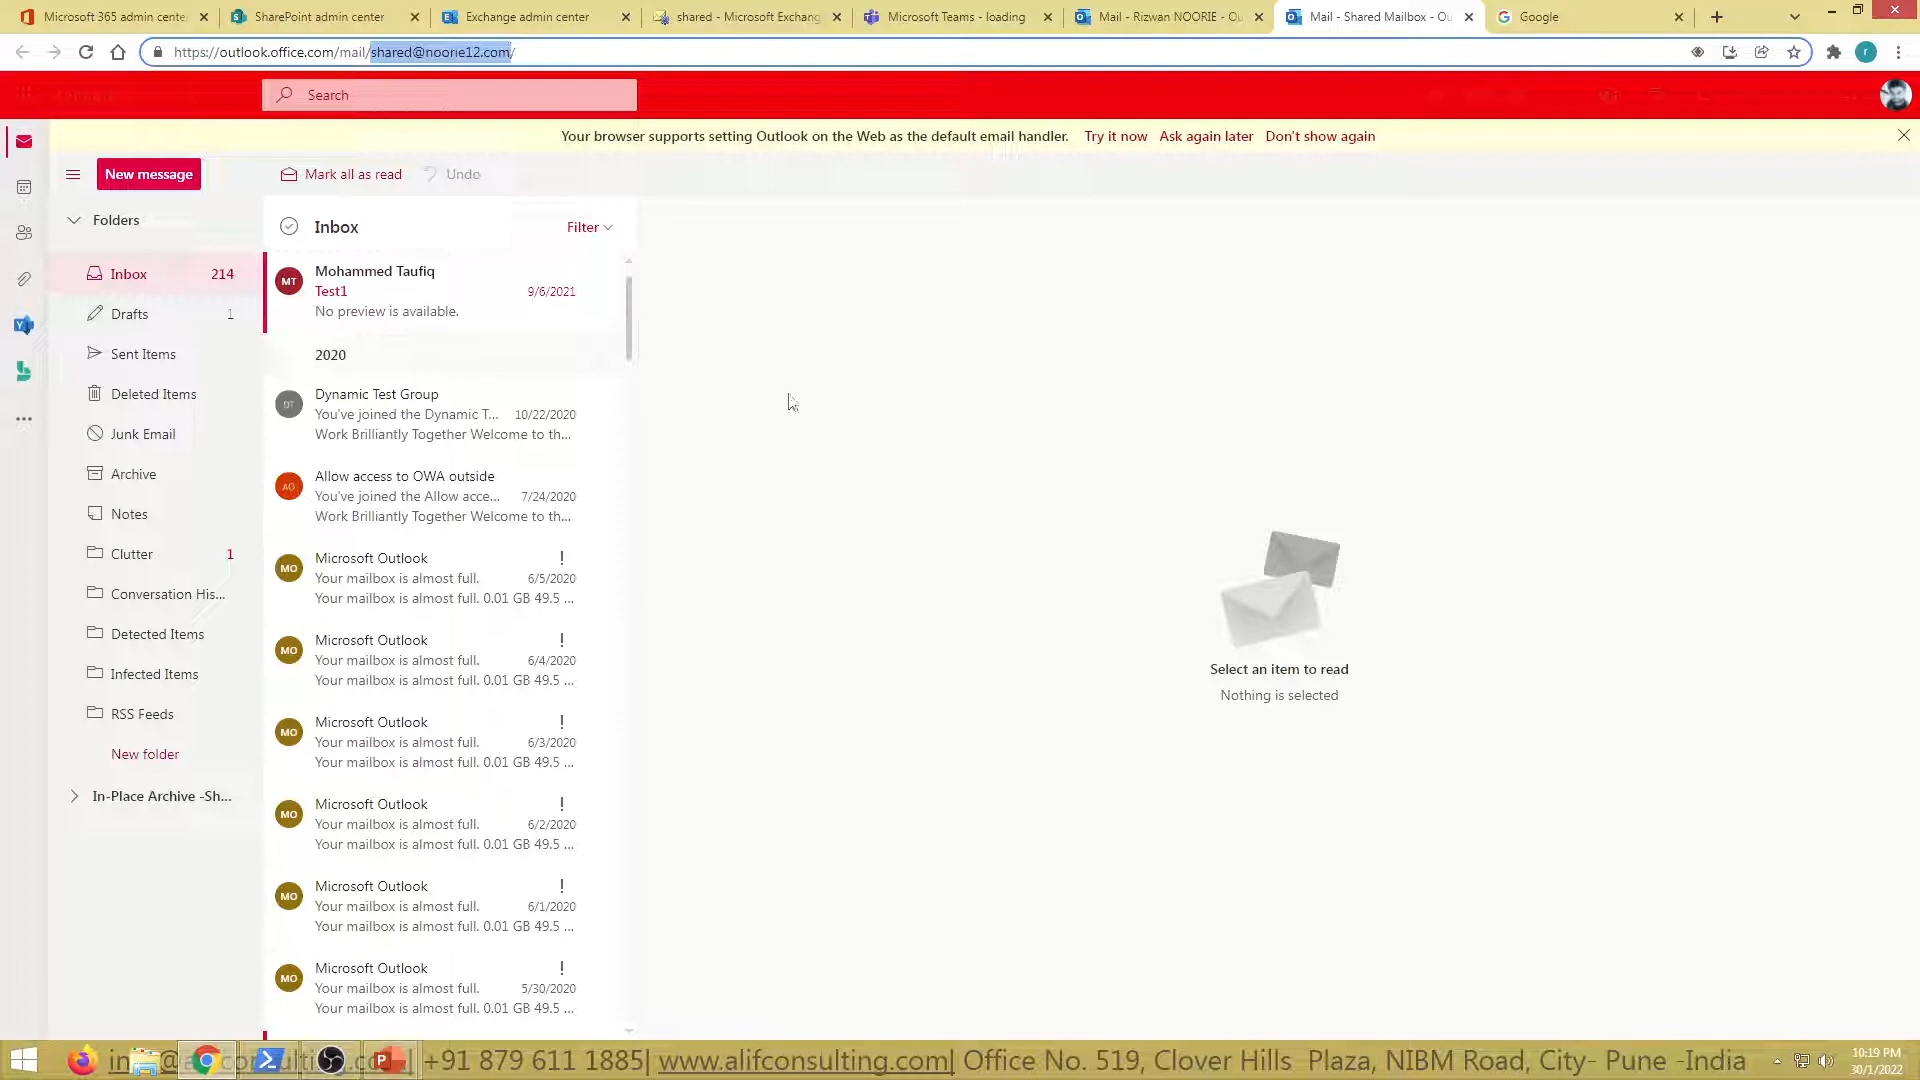 Microsoft 365 admin cente
SharePoint admin center
Exchange admin center
shared - Microsoft Exchang
Microsoft Teams - loading
Mail - Rizwan NOORIE - Ou
Mail - Shared Mailbox - Ou
Google
https://outlook.office.com/mail/shared@noorie12.com/
r
Search
Your browser supports setting Outlook on the Web as the default email handler. Try it now Ask again later Don't show again
New message
Mark all as read
Undo
Folders
Inbox 214
Drafts 1
Sent Items
Deleted Items
Junk Email
Archive
Notes
Clutter 1
Conversation His...
Detected Items
Infected Items
RSS Feeds
New folder
In-Place Archive -Sh...
Inbox
Filter
MT
Mohammed Taufiq
Test1 9/6/2021
No preview is available.
2020
DT
Dynamic Test Group
You've joined the Dynamic T... 10/22/2020
Work Brilliantly Together Welcome to th...
AO
Allow access to OWA outside
You've joined the Allow acce... 7/24/2020
Work Brilliantly Together Welcome to th...
MO
Microsoft Outlook !
Your mailbox is almost full. 6/5/2020
Your mailbox is almost full. 0.01 GB 49.5 ...
MO
Microsoft Outlook !
Your mailbox is almost full. 6/4/2020
Your mailbox is almost full. 0.01 GB 49.5 ...
MO
Microsoft Outlook !
Your mailbox is almost full. 6/3/2020
Your mailbox is almost full. 0.01 GB 49.5 ...
MO
Microsoft Outlook !
Your mailbox is almost full. 6/2/2020
Your mailbox is almost full. 0.01 GB 49.5 ...
MO
Microsoft Outlook !
Your mailbox is almost full. 6/1/2020
Your mailbox is almost full. 0.01 GB 49.5 ...
MO
Microsoft Outlook !
Your mailbox is almost full. 5/30/2020
Your mailbox is almost full. 0.01 GB 49.5 ...
Select an item to read
Nothing is selected
+91 879 611 1885| www.alifconsulting.com| Office No. 519, Clover Hills Plaza, NIBM Road, City- Pune -India
10:19 PM
30/1/2022